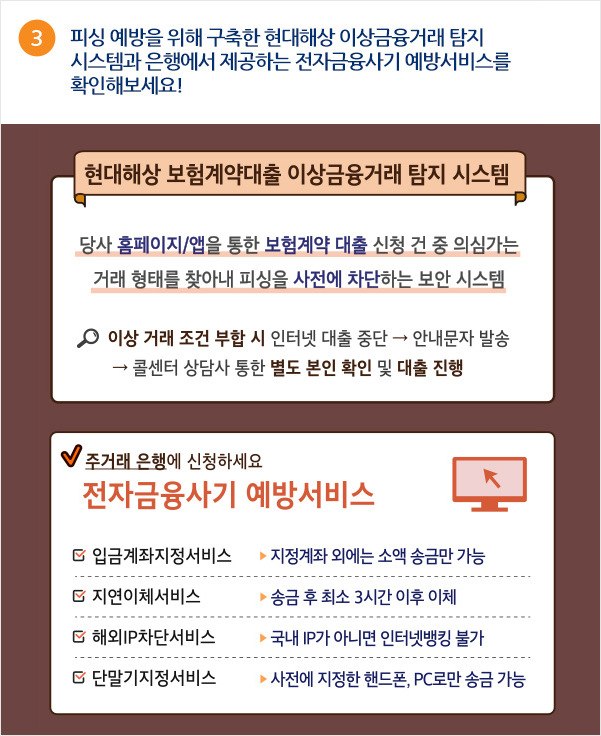 3
피싱 예방을 위해 구축한 현대해상 이상금융거래 탐지
시스템과 은행에서 제공하는 전자금융사기 예방서비스를
확인해보세요!
현대해상 보험계약대출 이상금융거래 탐지 시스템
당사 홈페이지/앱을 통한 보험계약 대출 신청 건 중 의심가는
거래 형태를 찾아내 피싱을 사전에 차단하는 보안 시스템
이상 거래 조건 부합 시 인터넷 대출 중단 → 안내문자 발송
→ 콜센터 상담사 통한 별도 본인 확인 및 대출 진행
주거래 은행에 신청하세요
전자금융사기 예방서비스
입금계좌지정서비스 ▶ 지정계좌 외에는 소액 송금만 가능
지연이체서비스 ▶ 송금 후 최소 3시간 이후 이체
해외IP차단서비스 ▶ 국내 IP가 아니면 인터넷뱅킹 불가
단말기지정서비스 ▶ 사전에 지정한 핸드폰, PC로만 송금 가능